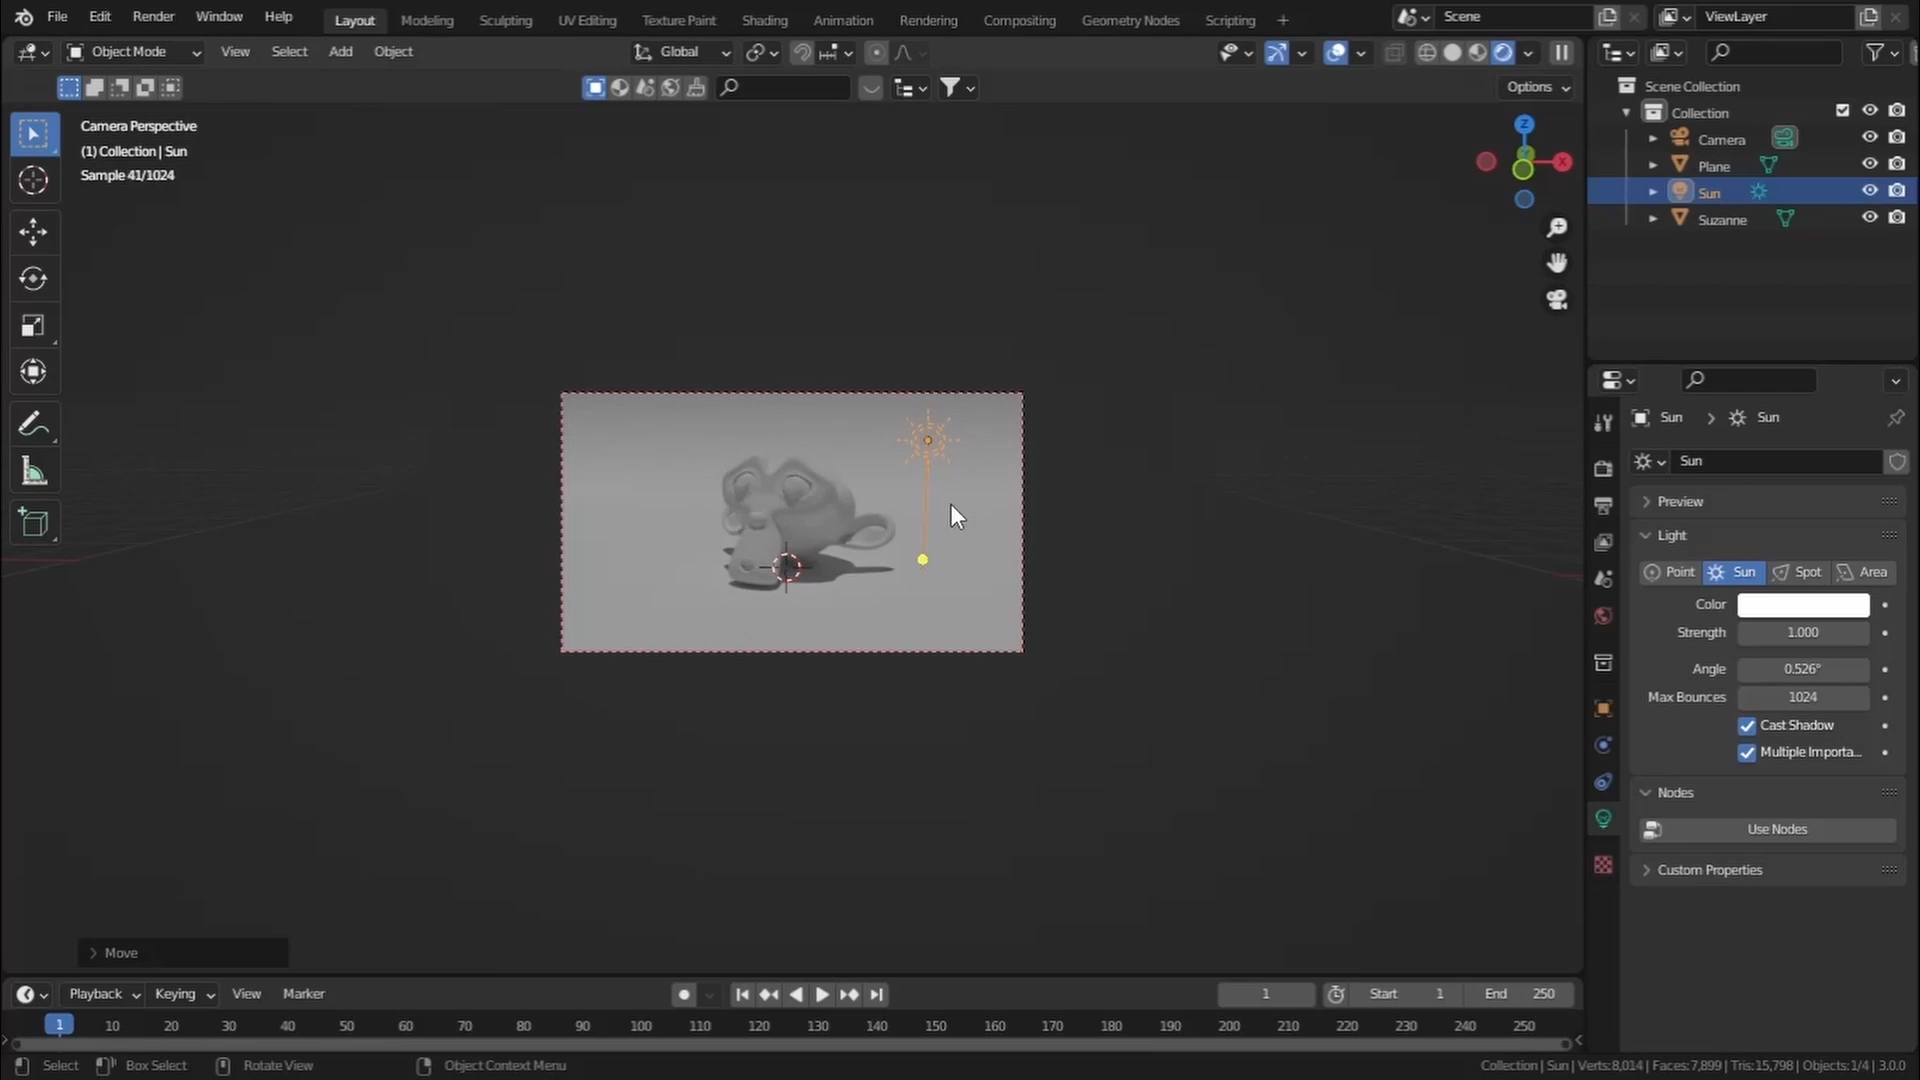 File Edit Render Window Help Layout Modeling Sculpting UV Editing Texture Paint Shading Animation Rendering Compositing Geometry Nodes Scripting + Scene ViewLayer
Object Mode View Select Add Object Global
Options
Camera Perspective
(1) Collection | Sun
Sample 41/1024
Z
X
Scene Collection
Collection
Camera
Plane
Sun
Suzanne
Sun > Sun
Sun
Preview
Light
Point Sun Spot Area
Color
Strength 1.000
Angle 0.526°
Max Bounces 1024
Cast Shadow
Multiple Importa...
Nodes
Use Nodes
Custom Properties
Move
Playback Keying View Marker 1 Start 1 End 250
1 10 20 30 40 50 60 70 80 90 100 110 120 130 140 150 160 170 180 190 200 210 220 230 240 250
Select Box Select Rotate View Object Context Menu Collection | Sun | Verts:8,014 | Faces:7,899 | Tris:15,798 | Objects:1/4 | 3.0.0